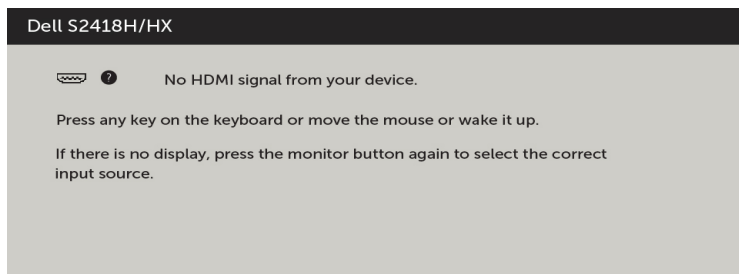 Dell S2418H/HX
? No HDMI signal from your device.
Press any key on the keyboard or move the mouse or wake it up.
If there is no display, press the monitor button again to select the correct
input source.